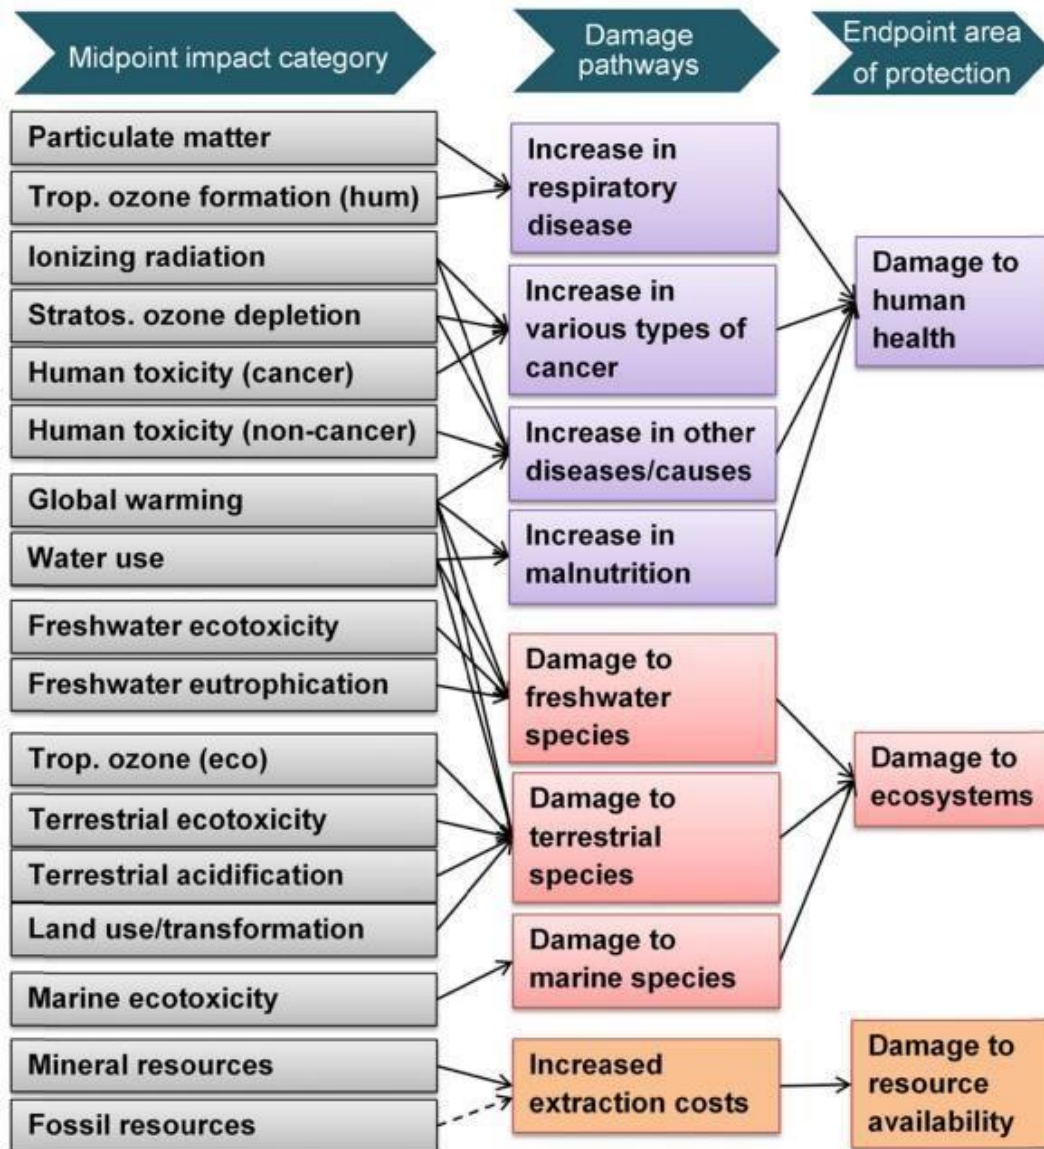 Midpoint impact category
Damage
pathways
Endpoint area
of protection
Particulate matter
Trop. ozone formation (hum)
Ionizing radiation
Stratos. ozone depletion
Human toxicity (cancer)
Human toxicity (non-cancer)
Global warming
Water use
Freshwater ecotoxicity
Freshwater eutrophication
Trop. ozone (eco)
Terrestrial ecotoxicity
Terrestrial acidification
Land use/transformation
Marine ecotoxicity
Mineral resources
Fossil resources
Increase in
respiratory
disease
Increase in
various types of
cancer
Increase in other
diseases/causes
Increase in
malnutrition
Damage to
freshwater
species
Damage to
terrestrial
species
Damage to
marine species
Increased
extraction costs
Damage to
human
health
Damage to
ecosystems
Damage to
resource
availability